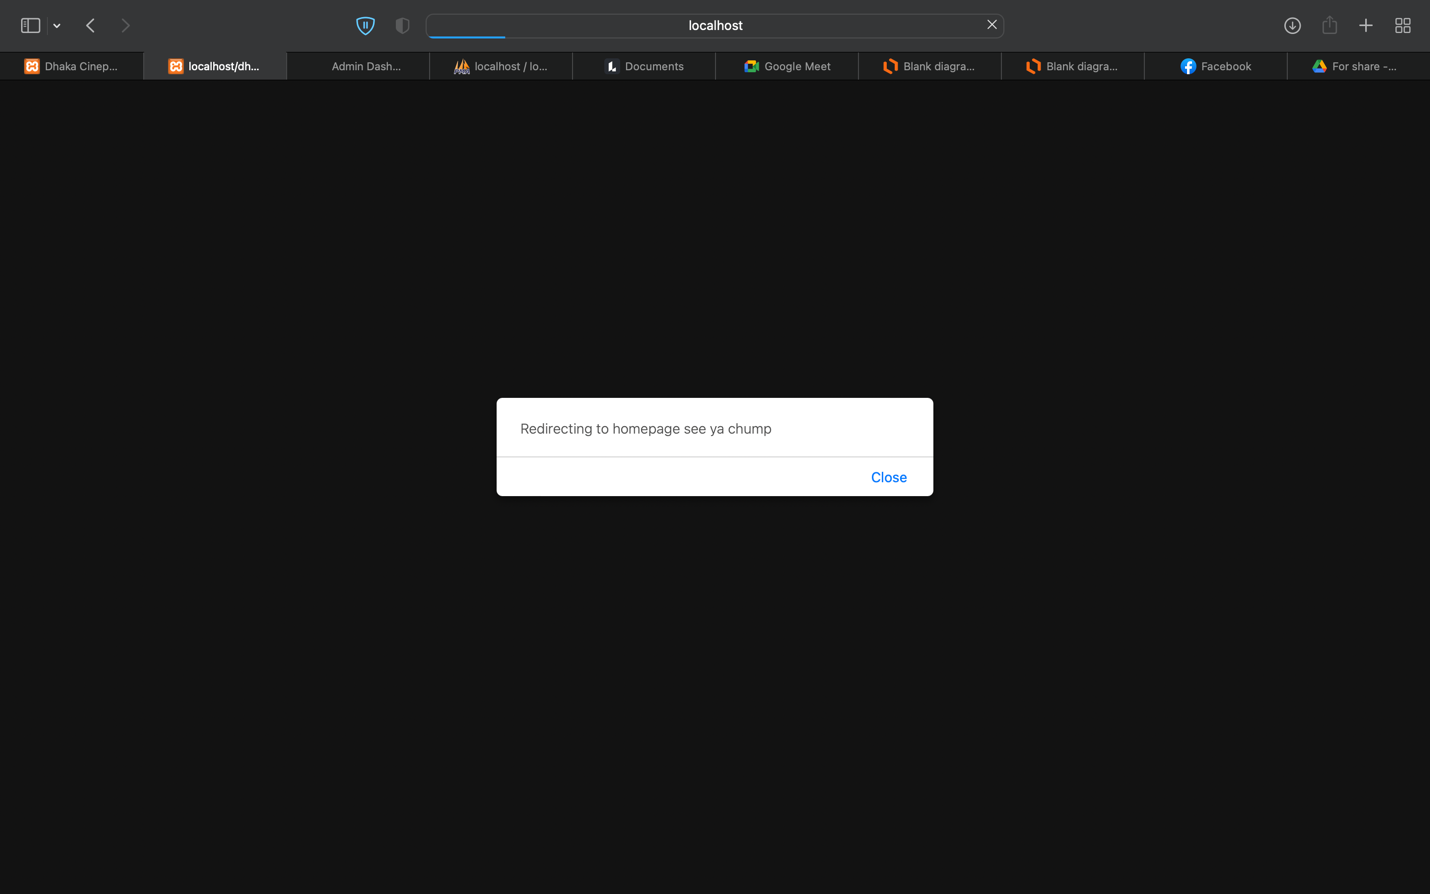 localhost
Dhaka Cinep...
localhost/dh...
Admin Dash...
localhost / lo...
Documents
Google Meet
Blank diagra...
Blank diagra...
Facebook
For share -...
Redirecting to homepage see ya chump
Close